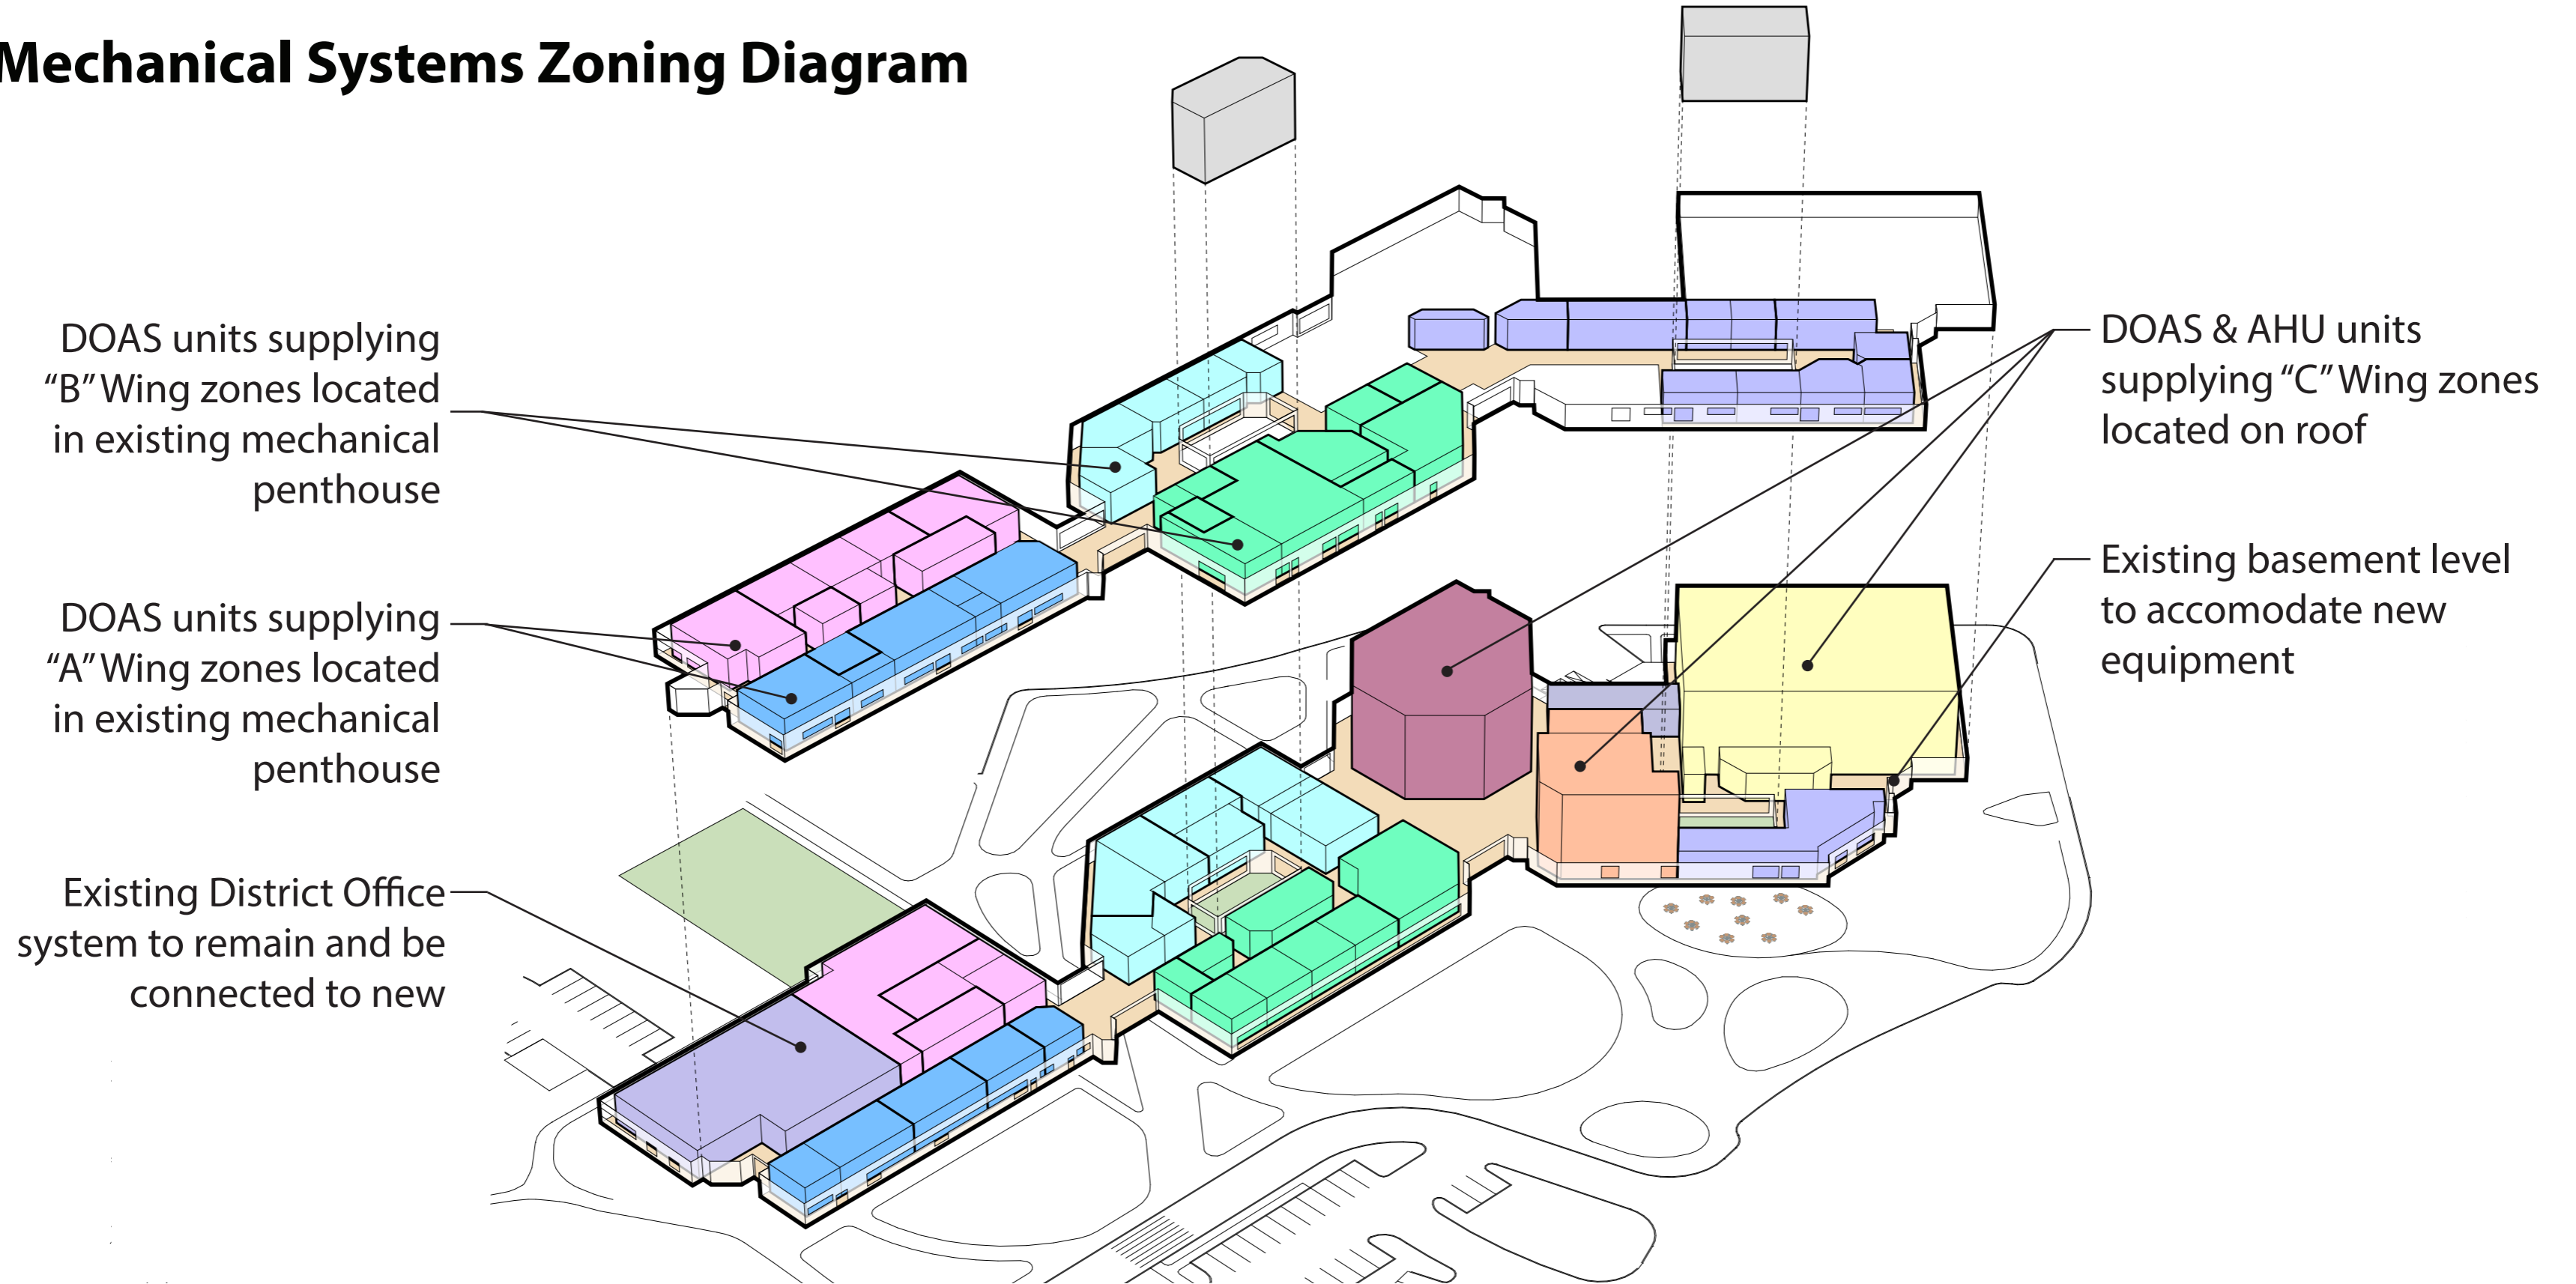 Mechanical Systems Zoning Diagram
DOAS units supplying
“B” Wing zones located
in existing mechanical
penthouse
DOAS units supplying
“A” Wing zones located
in existing mechanical
penthouse
Existing District Office
system to remain and be
connected to new
DOAS & AHU units
supplying “C” Wing zones
located on roof
Existing basement level
to accomodate new
equipment